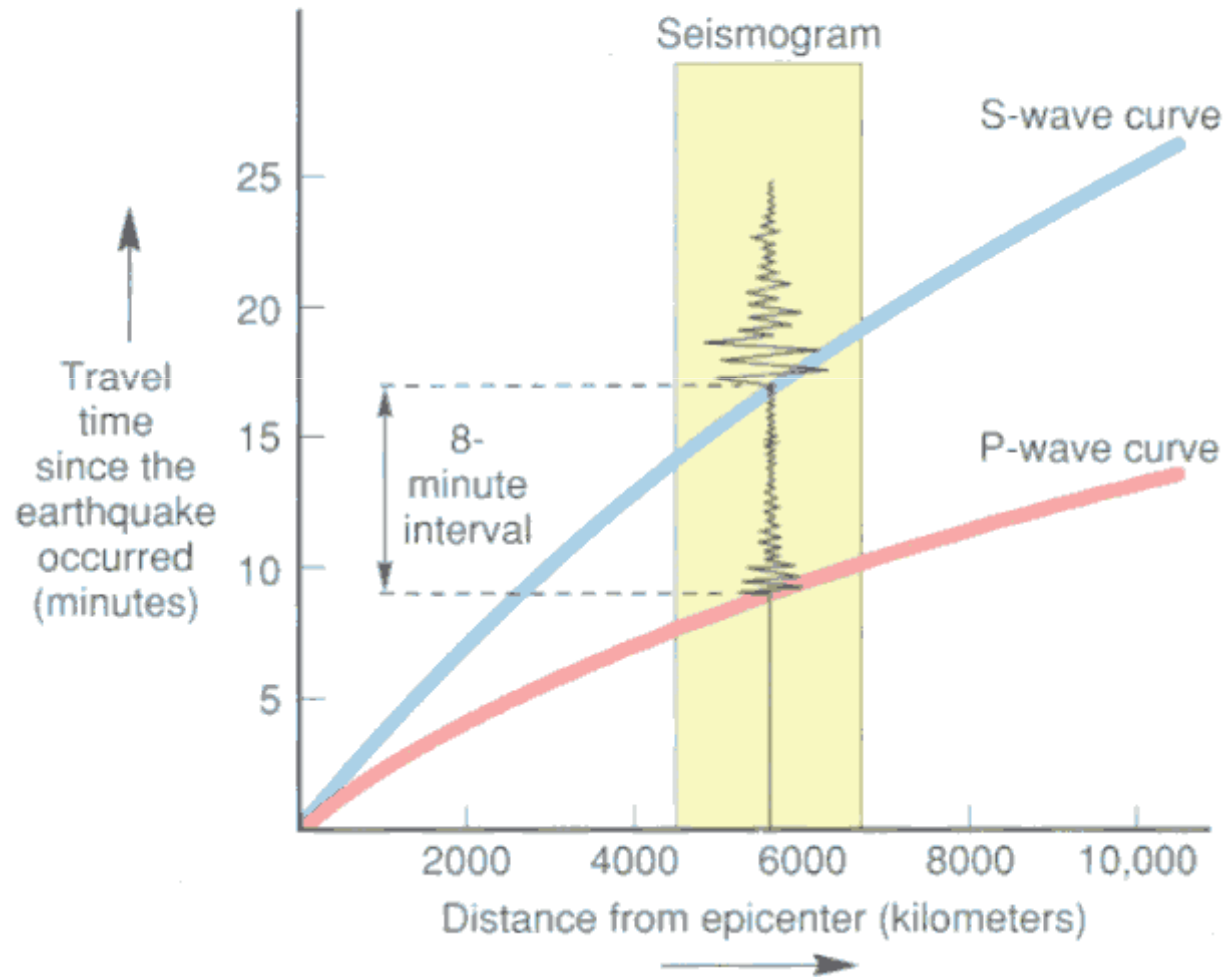 Seismogram
S-wave curve
25
20
Travel
time
since the
earthquake
occurred
(minutes)
15
8-
minute
interval
P-wave curve
10
5
2000 4000 6000 8000 10,000
Distance from epicenter (kilometers)